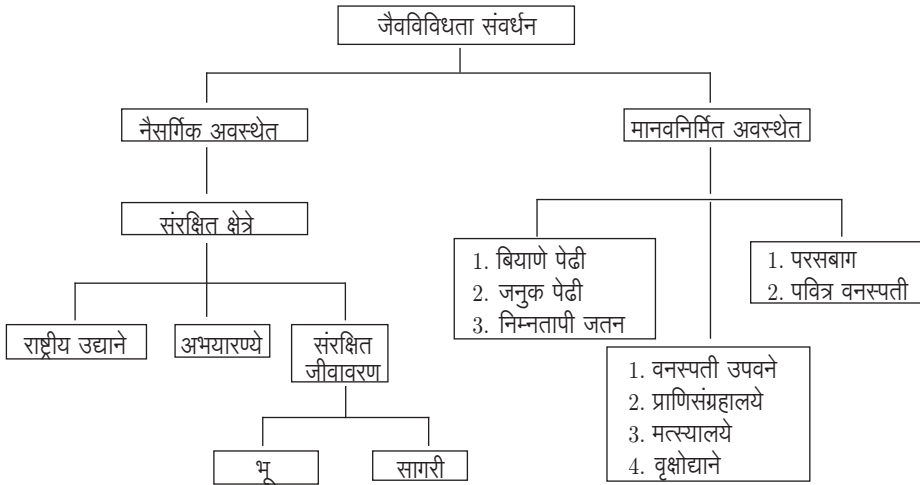 जैवविविधता संवर्धन
नैसर्गिक अवस्थेत
मानवनिर्मित अवस्थेत
संरक्षित क्षेत्रे
1. बियाणे पेढी
2. जनुक पेढी
3. निम्नतापी जतन
1. परसबाग
2. पवित्र वनस्पती
राष्ट्रीय उद्याने
अभयारण्ये
संरक्षित
जीवावरण
1. वनस्पती उपवने
2. प्राणिसंग्रहालये
3. मत्स्यालये
4. वृक्षोद्याने
भू
सागरी